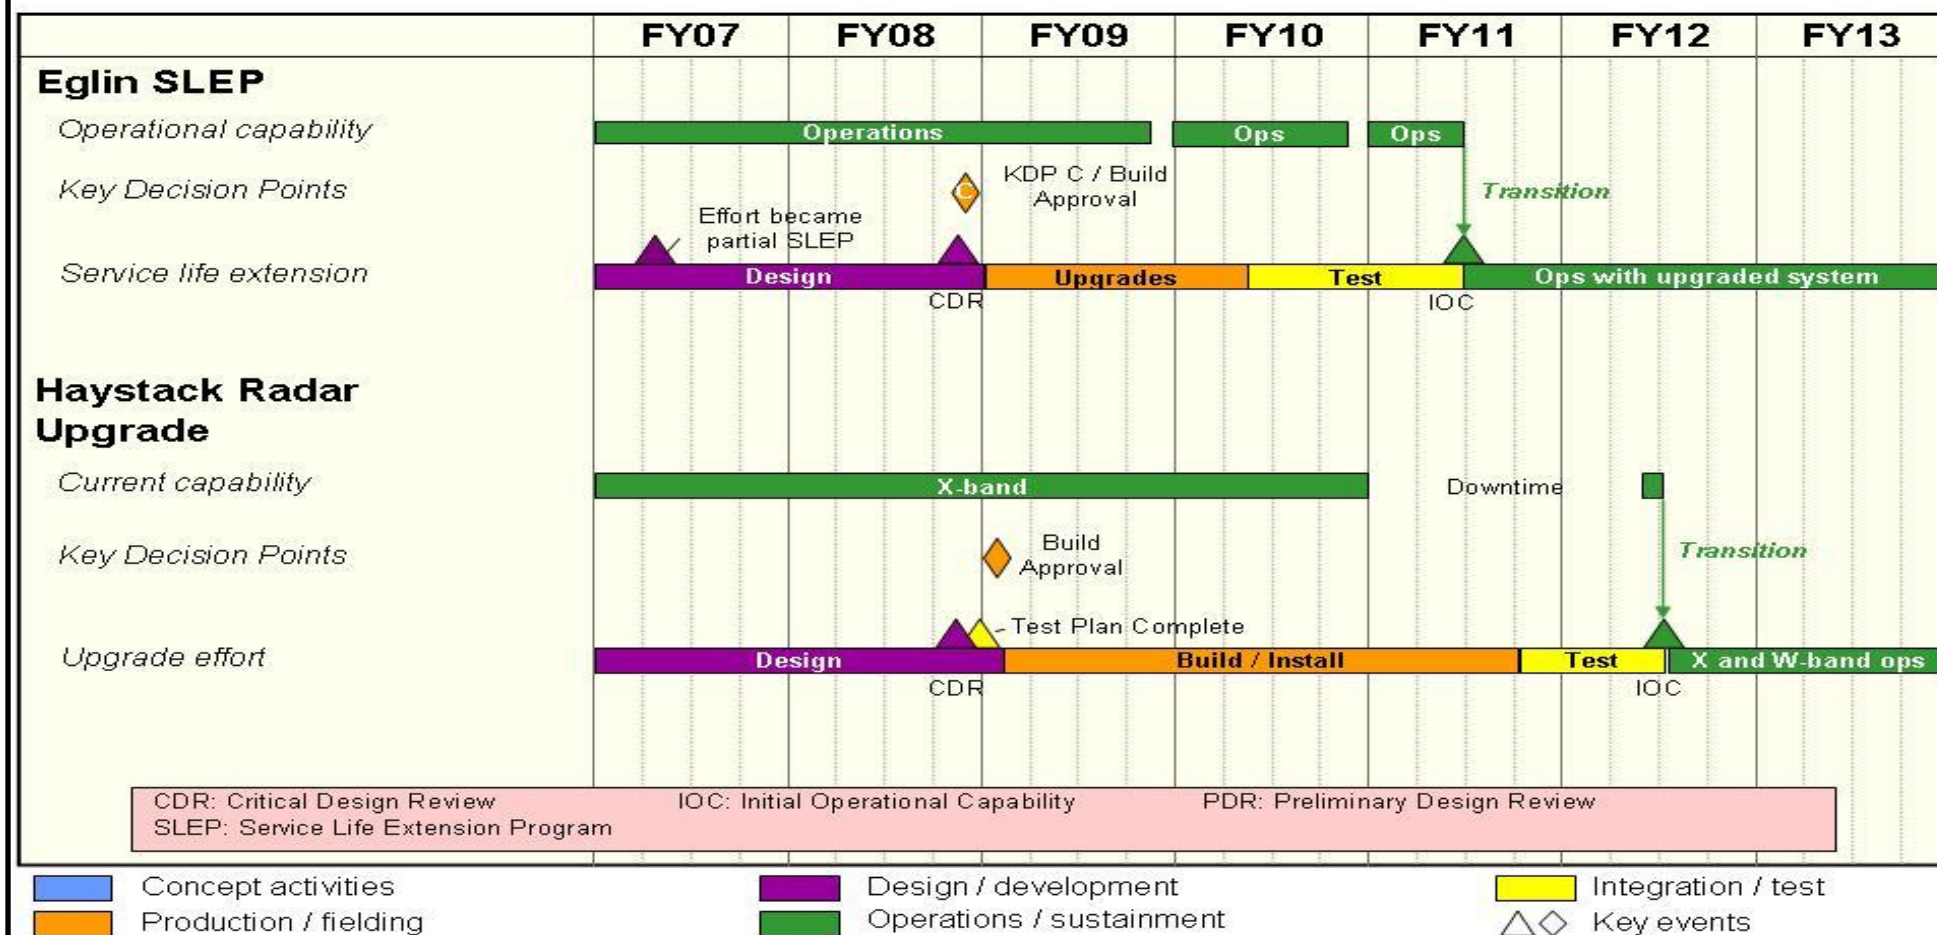 FY07 FY08 FY09 FY10 FY11 FY12 FY13
Eglin SLEP
Operational capability
Operations
Ops
Ops
Key Decision Points
C
KDP C / Build
Approval
Transition
Effort became
partial SLEP
Service life extension
Design
Upgrades
Test
Ops with upgraded system
CDR
IOC
Haystack Radar
Upgrade
Current capability
X-band
Downtime
Key Decision Points
Build
Approval
Transition
Test Plan Complete
Upgrade effort
Design
Build / Install
Test
X and W-band ops
CDR
IOC
CDR: Critical Design Review IOC: Initial Operational Capability PDR: Preliminary Design Review
SLEP: Service Life Extension Program
Concept activities
Design / development
Integration / test
Production / fielding
Operations / sustainment
Key events